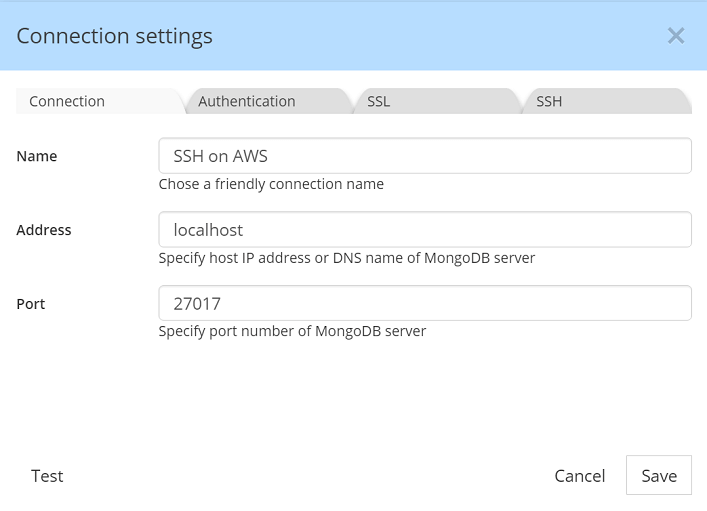 Connection settings
Connection Authentication SSL SSH
Name SSH on AWS
Chose a friendly connection name
Address localhost
Specify host IP address or DNS name of MongoDB server
Port 27017
Specify port number of MongoDB server
Test Cancel Save